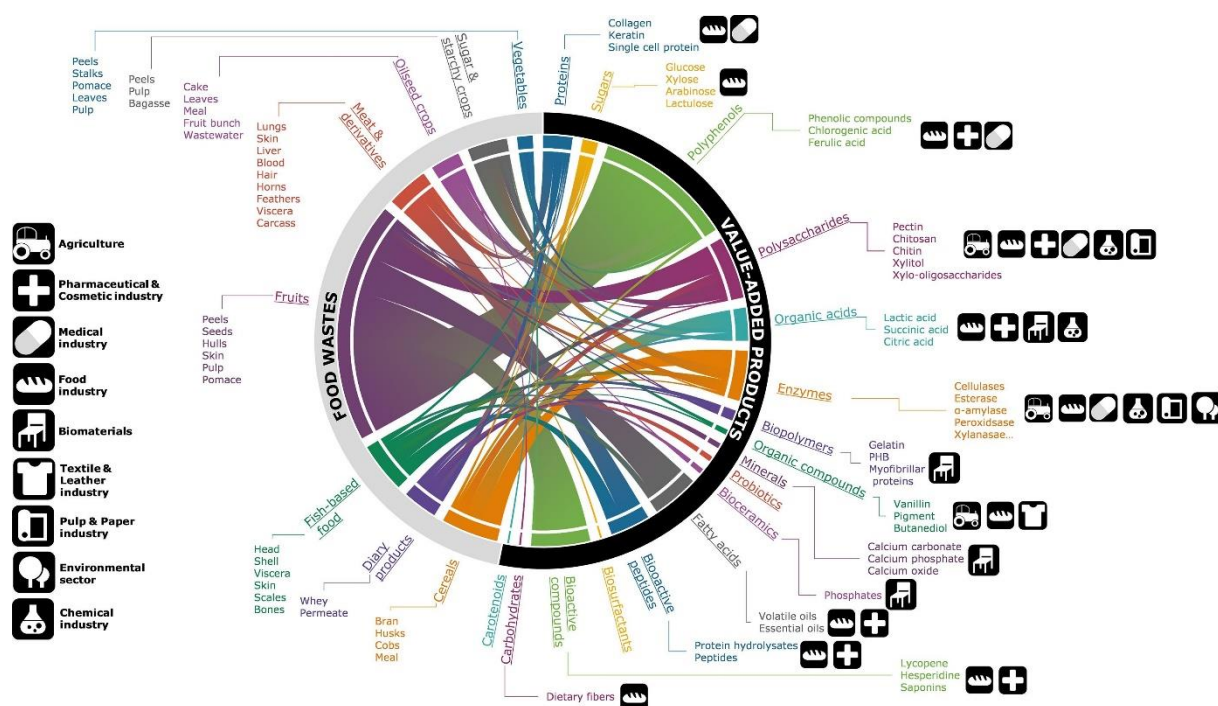 Peels
Stalks
Pomace
Leaves
Pulp
Peels
Pulp
Bagasse
Cake
Leaves
Meal
Fruit bunch
Wastewater
Lungs
Skin
Liver
Blood
Hair
Horns
Feathers
Viscera
Carcass
Vegetables
Sugar &
starchy crops
Oilseed crops
Meat &
derivatives
Fruits
Peels
Seeds
Hulls
Skin
Pulp
Pomace
Agriculture
Pharmaceutical &
Cosmetic industry
Medical
industry
Food
industry
Biomaterials
Textile &
Leather
industry
Pulp & Paper
industry
Environmental
sector
Chemical
industry
FOOD WASTES
VALUE-ADDED PRODUCTS
Fish-based
food
Head
Shell
Viscera
Skin
Scales
Bones
Diary
products
Whey
Permeate
Cereals
Bran
Husks
Cobs
Meal
Proteins
Collagen
Keratin
Single cell protein
Sugars
Glucose
Xylose
Arabinose
Lactulose
Polyphenols
Phenolic compounds
Chlorogenic acid
Ferulic acid
Polysaccharides
Pectin
Chitosan
Chitin
Xylitol
Xylo-oligosaccharides
Organic acids
Lactic acid
Succinic acid
Citric acid
Enzymes
Cellulases
Esterase
α-amylase
Peroxidsase
Xylanasae...
Biopolymers
Gelatin
PHB
Myofibrillar
proteins
Organic compounds
Vanillin
Pigment
Butanediol
Minerals
Calcium carbonate
Calcium phosphate
Calcium oxide
Probiotics
Bioceramics
Phosphates
Fatty acids
Volatile oils
Essential oils
Biooactive
peptides
Protein hydrolysates
Peptides
Biosurfactants
Bioactive
compounds
Lycopene
Hesperidine
Saponins
Carbohydrates
Dietary fibers
Carotenoids